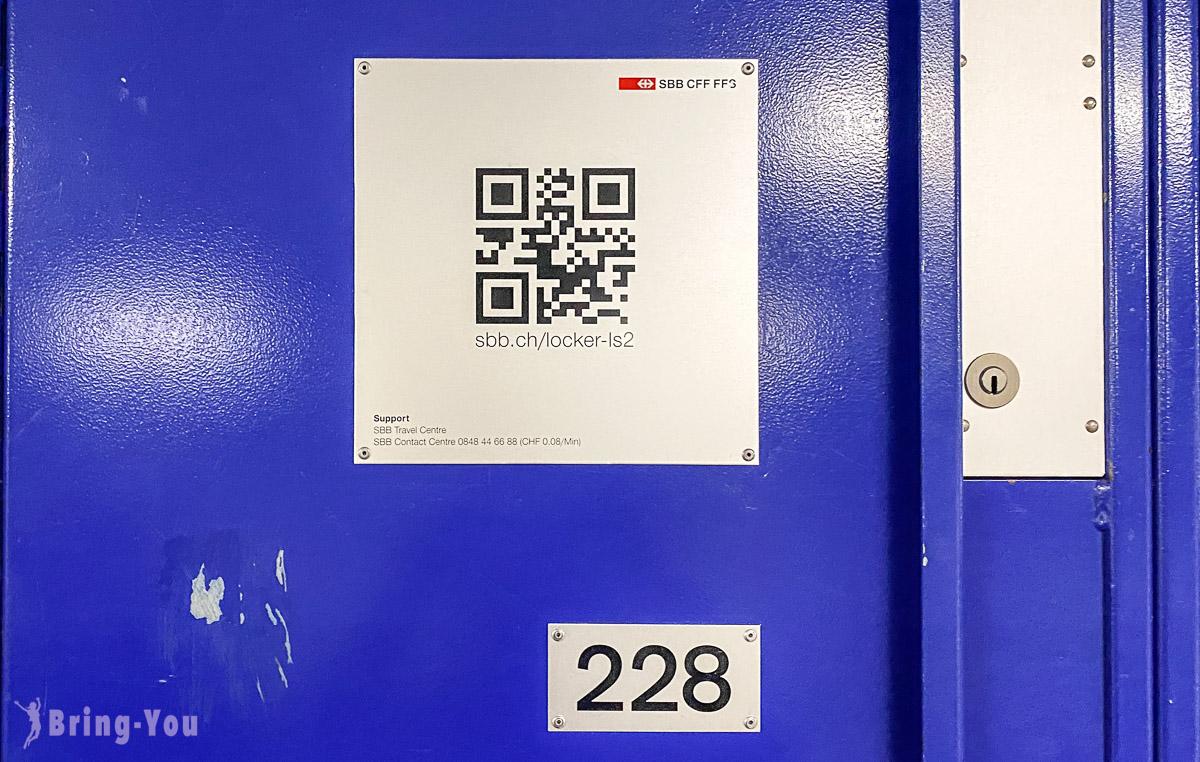 SBB CFF FFS
sbb.ch/locker-ls2
Support
SBB Travel Centre
SBB Contact Centre 0848 44 66 88 (CHF 0.08/Min)
228
Bring-You